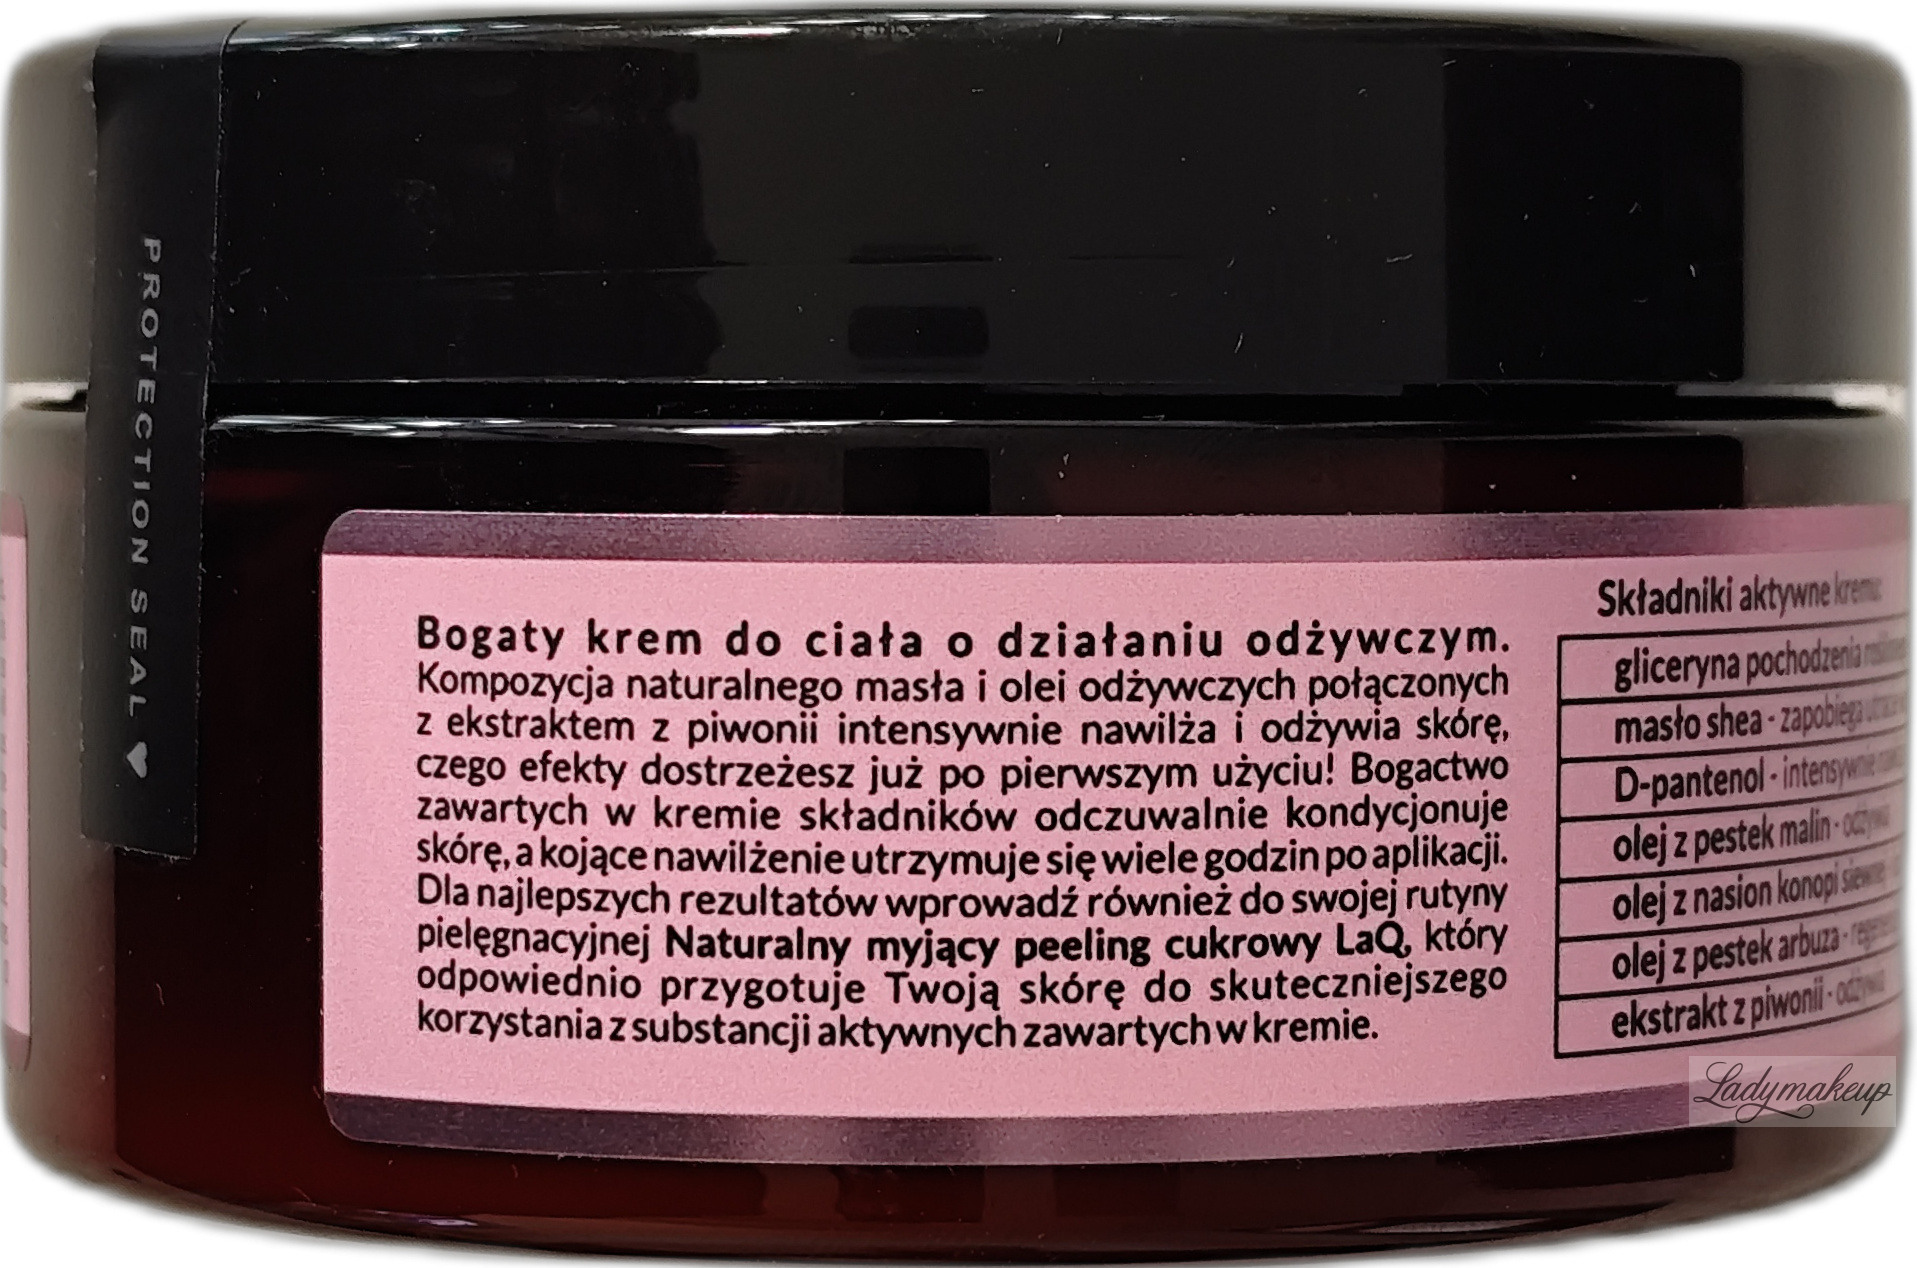 PROTECTION SEAL
Bogaty krem do ciała o działaniu odżywczym.
Kompozycja naturalnego masła i olei odżywczych połączonych
z ekstraktem z piwonii intensywnie nawilża i odżywia skórę,
czego efekty dostrzeżesz już po pierwszym użyciu! Bogactwo
zawartych w kremie składników odczuwalnie kondycjonuje
skórę, a kojące nawilżenie utrzymuje się wiele godzin po aplikacji.
Dla najlepszych rezultatów wprowadź również do swojej rutyny
pielęgnacyjnej Naturalny myjący peeling cukrowy LaQ, który
odpowiednio przygotuje Twoją skórę do skuteczniejszego
korzystania z substancji aktywnych zawartych w kremie.
Składniki aktywne kremu:
gliceryna pochodzenia
masło shea - zapobiega
D-pantenol - intensywnie
olej z pestek malin -
olej z nasion konopi siewnej
olej z pestek arbuza -
ekstrakt z piwonii -
Ladymakeup